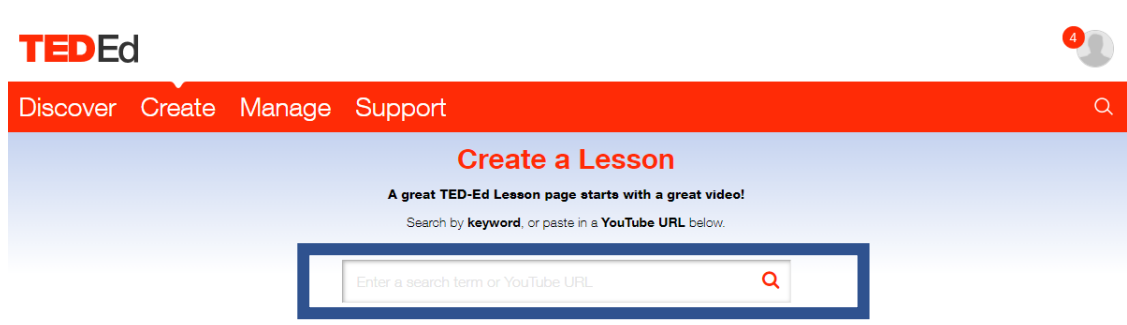 TEDEd
4
Discover Create Manage Support
Create a Lesson
A great TED-Ed Lesson page starts with a great video!
Search by keyword, or paste in a YouTube URL below.
Enter a search term or YouTube URL